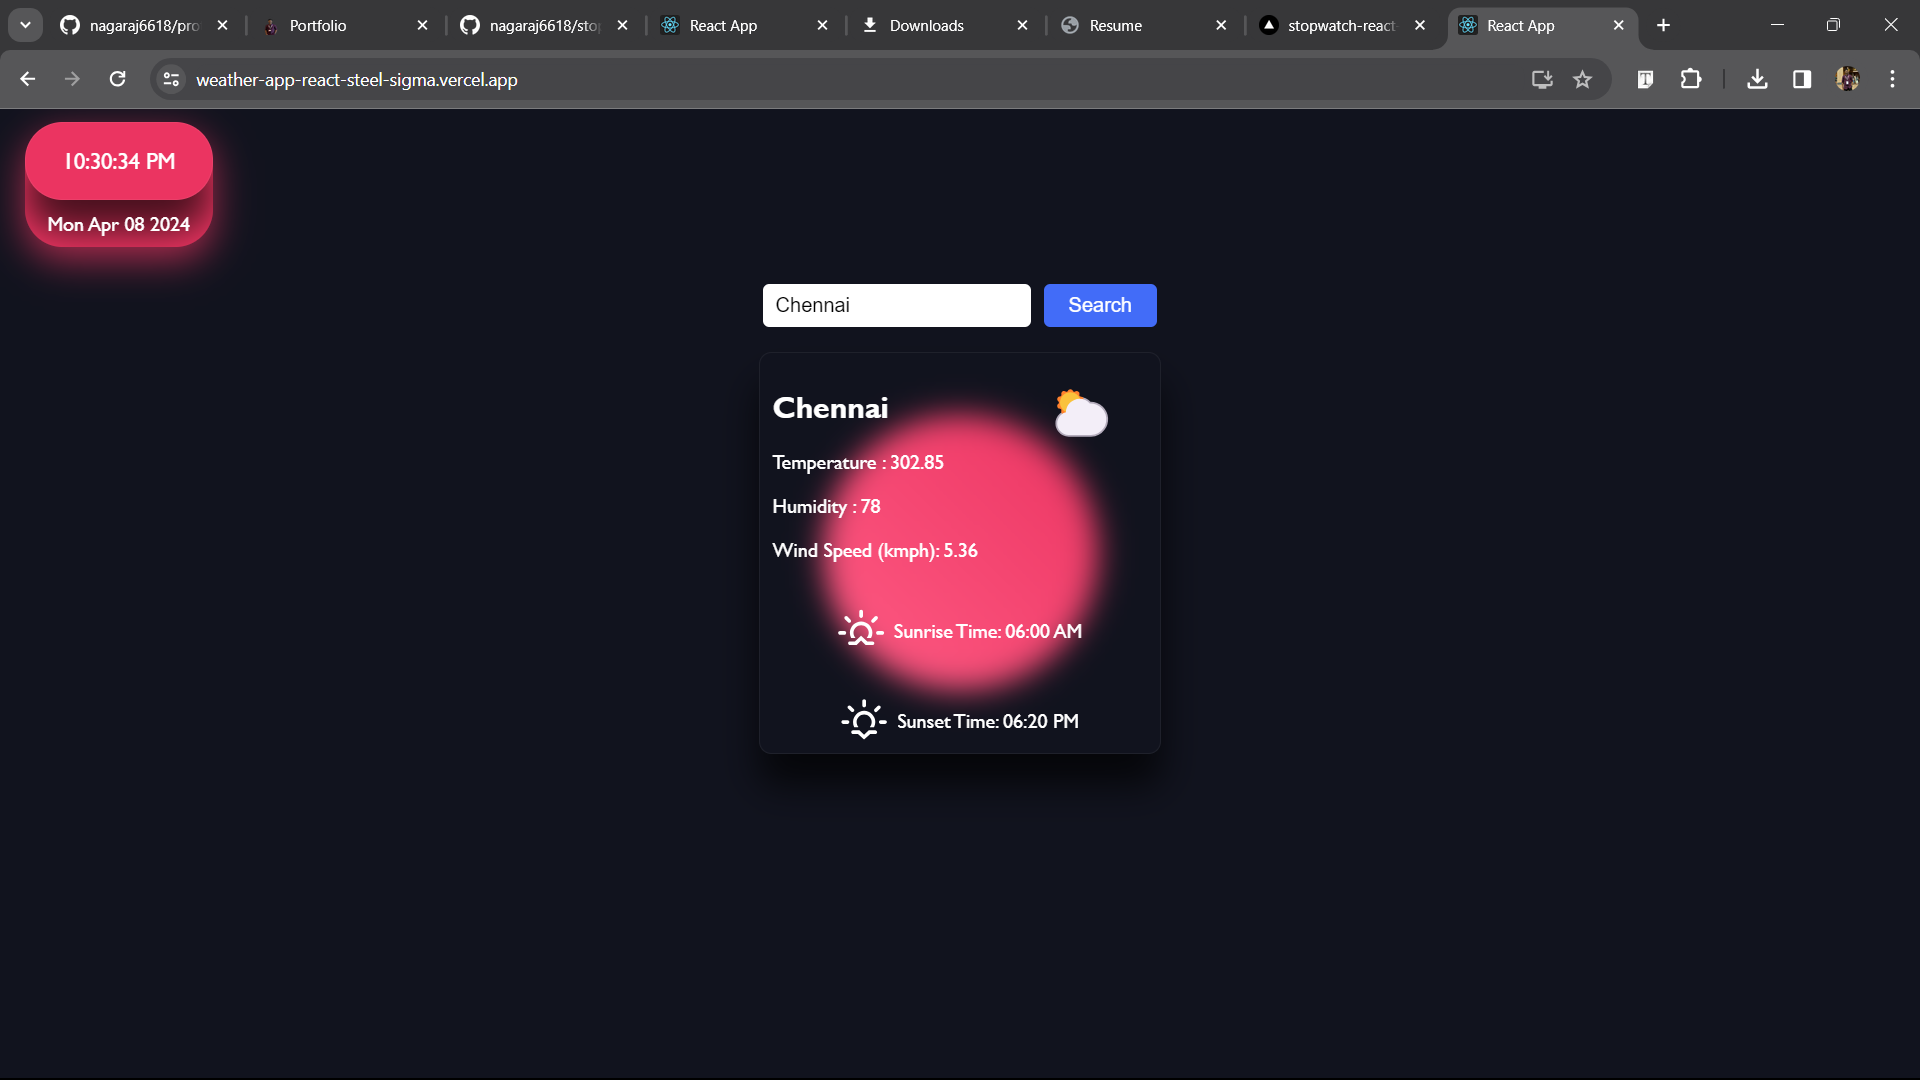 nagaraj6618/pro
Portfolio
nagaraj6618/sto
React App
Downloads
Resume
stopwatch-react
React App
weather-app-react-steel-sigma.vercel.app
10:30:34 PM
Mon Apr 08 2024
Chennai
Search
Chennai
Temperature : 302.85
Humidity : 78
Wind Speed (kmph): 5.36
Sunrise Time: 06:00 AM
Sunset Time: 06:20 PM